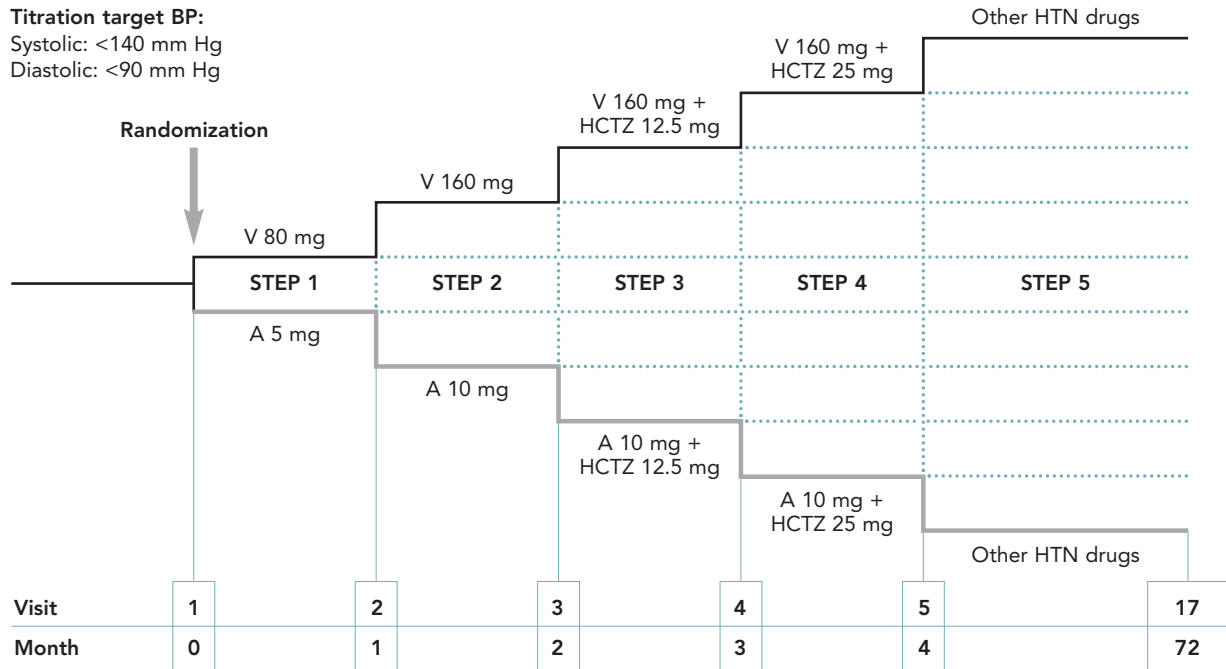 Titration target BP:
Systolic: <140 mm Hg
Diastolic: <90 mm Hg
Other HTN drugs
V 160 mg +
HCTZ 25 mg
V 160 mg +
HCTZ 12.5 mg
Randomization
V 160 mg
V 80 mg
STEP 1 STEP 2 STEP 3 STEP 4 STEP 5
A 5 mg
A 10 mg
A 10 mg +
HCTZ 12.5 mg
A 10 mg +
HCTZ 25 mg
Other HTN drugs
Visit 1 2 3 4 5 17
Month 0 1 2 3 4 72